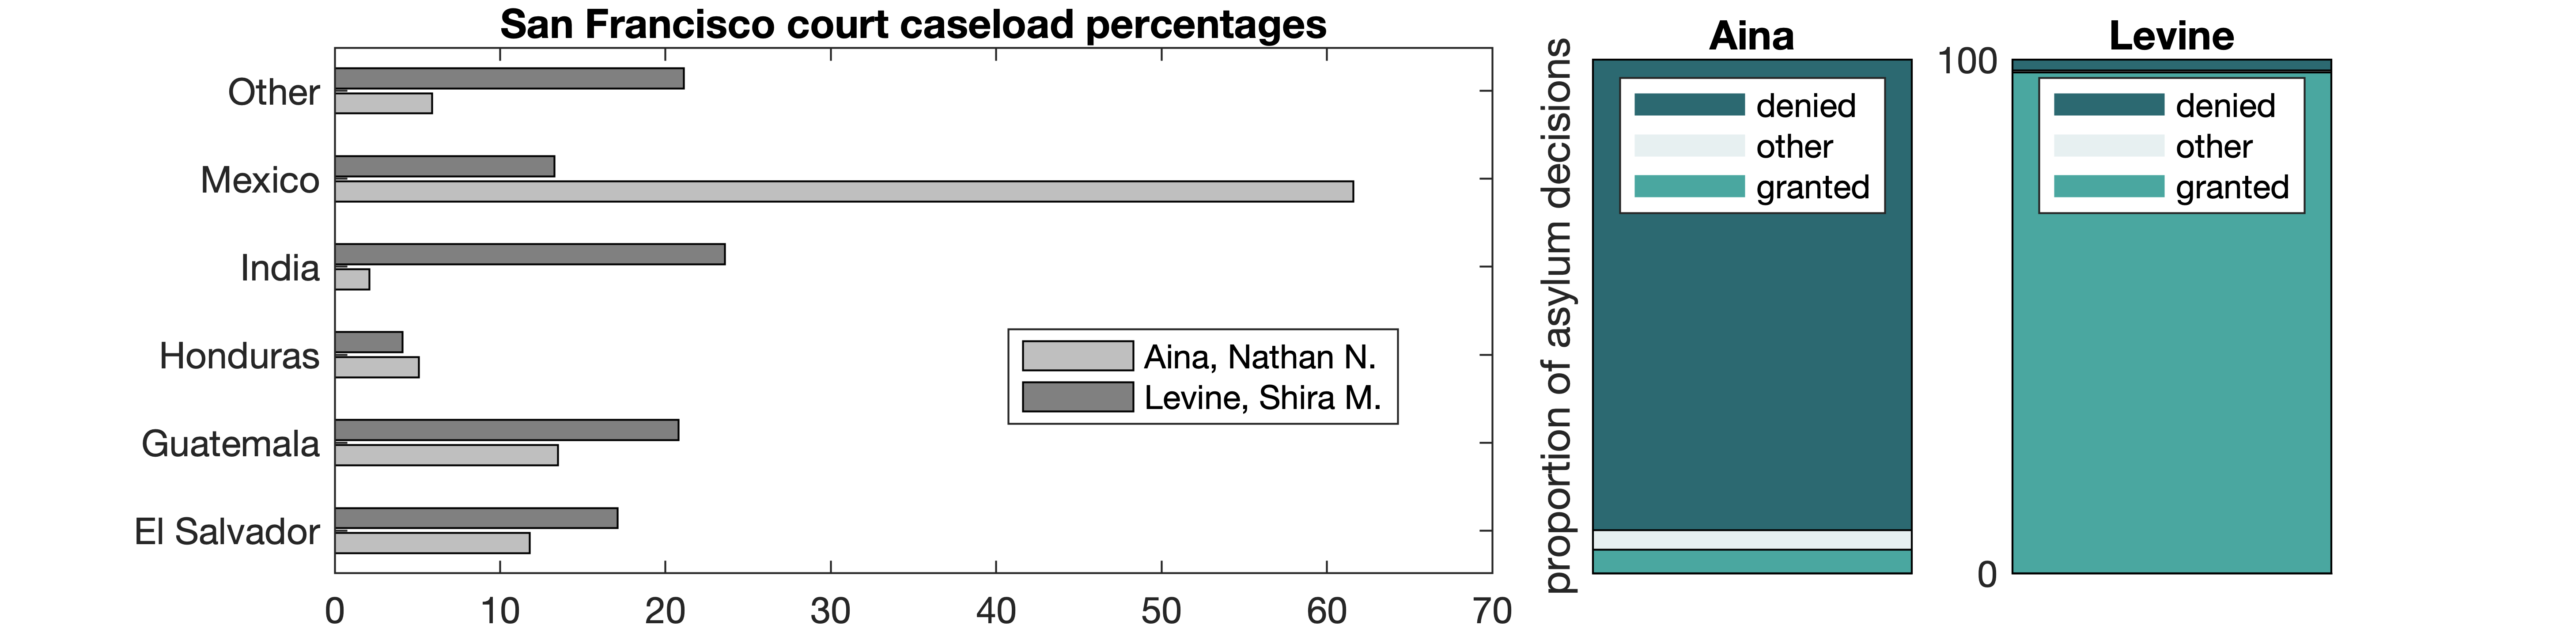 San Francisco court caseload percentages
Other
Mexico
India
Honduras
Guatemala
El Salvador
0 10 20 30 40 50 60 70
Aina, Nathan N.
Levine, Shira M.
proportion of asylum decisions
Aina
denied
other
granted
Levine
100
0
denied
other
granted